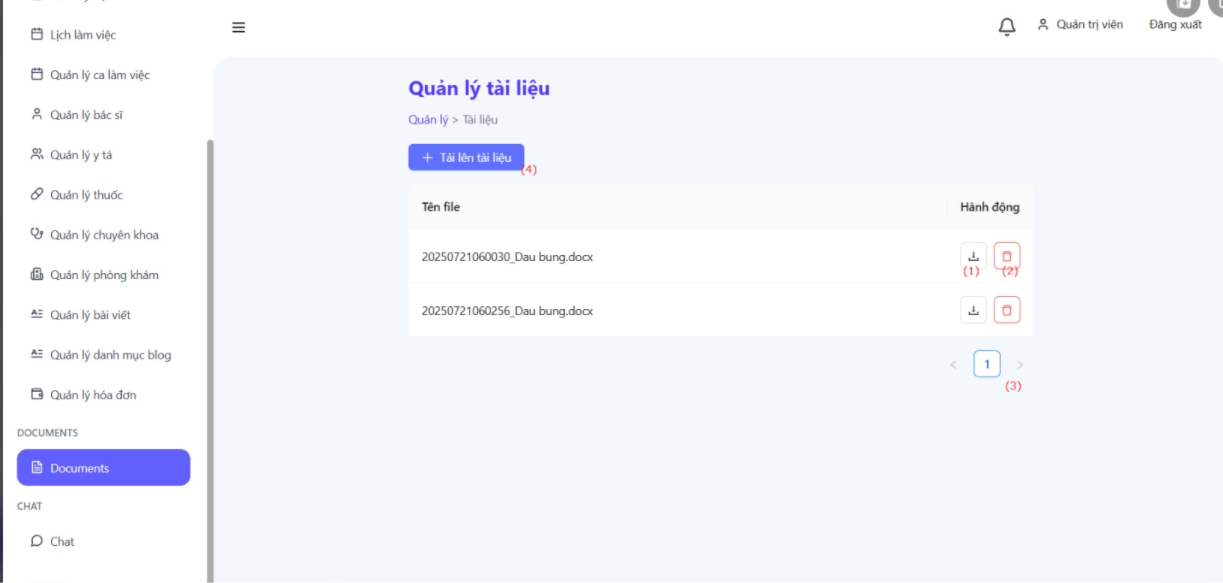 Lịch làm việc
Quản lý ca làm việc
Quản lý bác sĩ
Quản lý y tá
Quản lý thuốc
Quản lý chuyên khoa
Quản lý phòng khám
Quản lý bài viết
Quản lý danh mục blog
Quản lý hóa đơn
DOCUMENTS
Documents
CHAT
Chat
Quản trị viên
Đăng xuất
Quản lý tài liệu
Quản lý > Tài liệu
+ Tải lên tài liệu
(4)
Tên file Hành động
20250721060030_Dau bung.docx
(1) (2)
20250721060256_Dau bung.docx
< 1 >
(3)